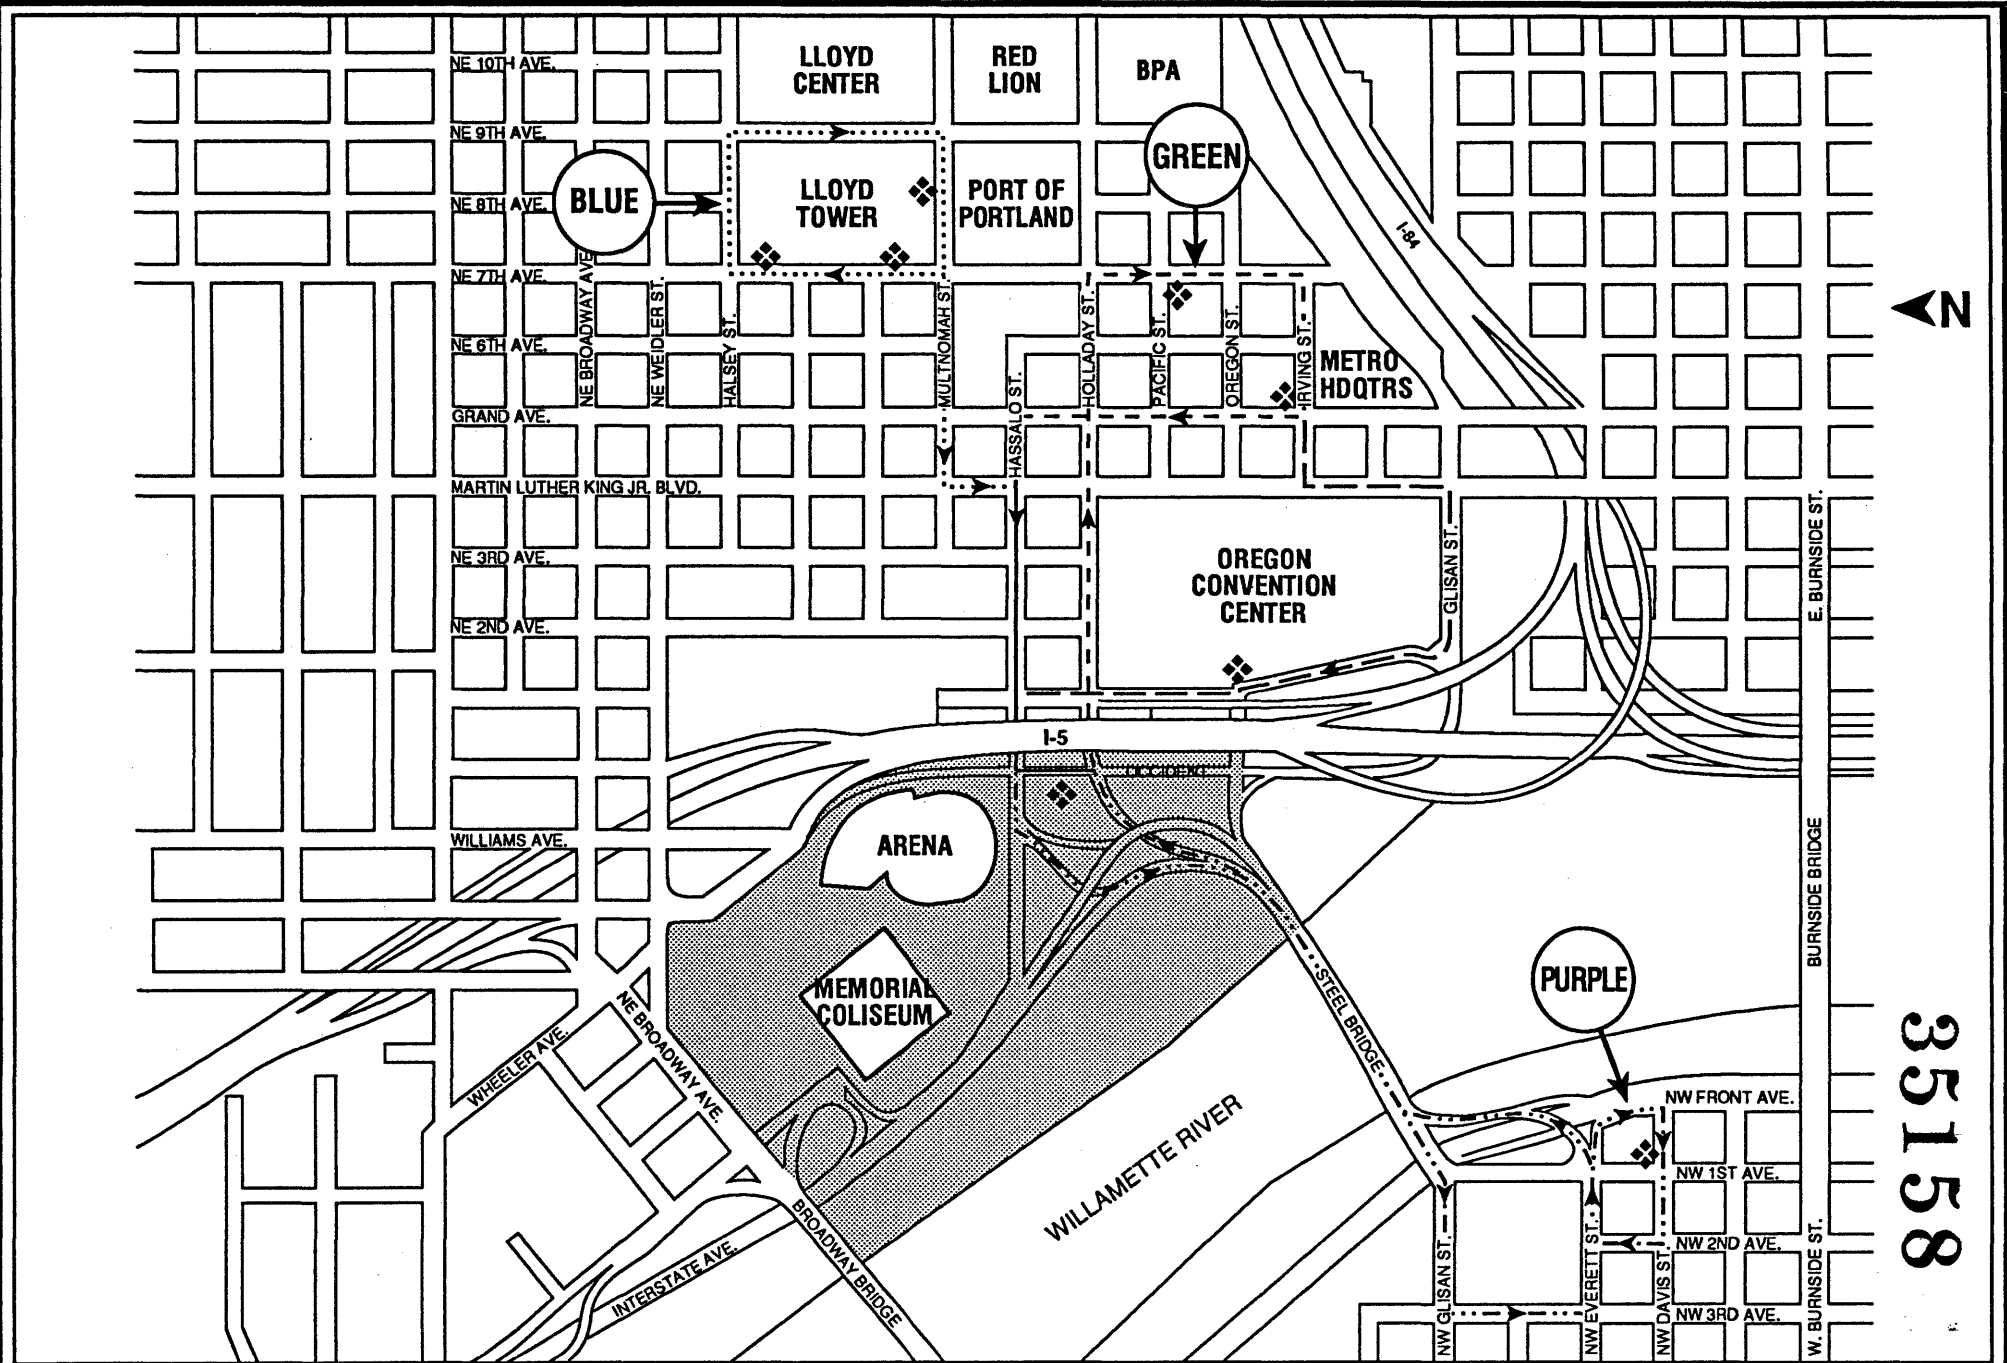 LLOYD
CENTER
RED
LION
BPA
NE 10TH AVE.
NE 9TH AVE.
GREEN
BLUE
LLOYD
TOWER
PORT OF
PORTLAND
NE 8TH AVE.
I-84
NE 7TH AVE.
NE BROADWAY AVE
NE WEIDLER ST.
HALSEY ST.
MULTNOMAH ST.
HASSALO ST.
HOLLADAY ST.
PACIFIC ST.
OREGON ST.
IRVING ST.
N
NE 6TH AVE.
METRO
HDQTRS
GRAND AVE.
MARTIN LUTHER KING JR. BLVD.
NE 3RD AVE.
OREGON
CONVENTION
CENTER
GLISAN ST.
E. BURNSIDE ST.
NE 2ND AVE.
I-5
OCCIDENT
WILLIAMS AVE.
ARENA
BURNSIDE BRIDGE
MEMORIAL
COLISEUM
STEEL BRIDGE
PURPLE
WHEELER AVE.
NE BROADWAY AVE.
NW FRONT AVE.
WILLAMETTE RIVER
NW 1ST AVE.
INTERSTATE AVE.
BROADWAY BRIDGE
NW 2ND AVE.
NW GLISAN ST.
NW EVERETT ST.
NW DAVIS ST.
W. BURNSIDE ST.
NW 3RD AVE.
35158